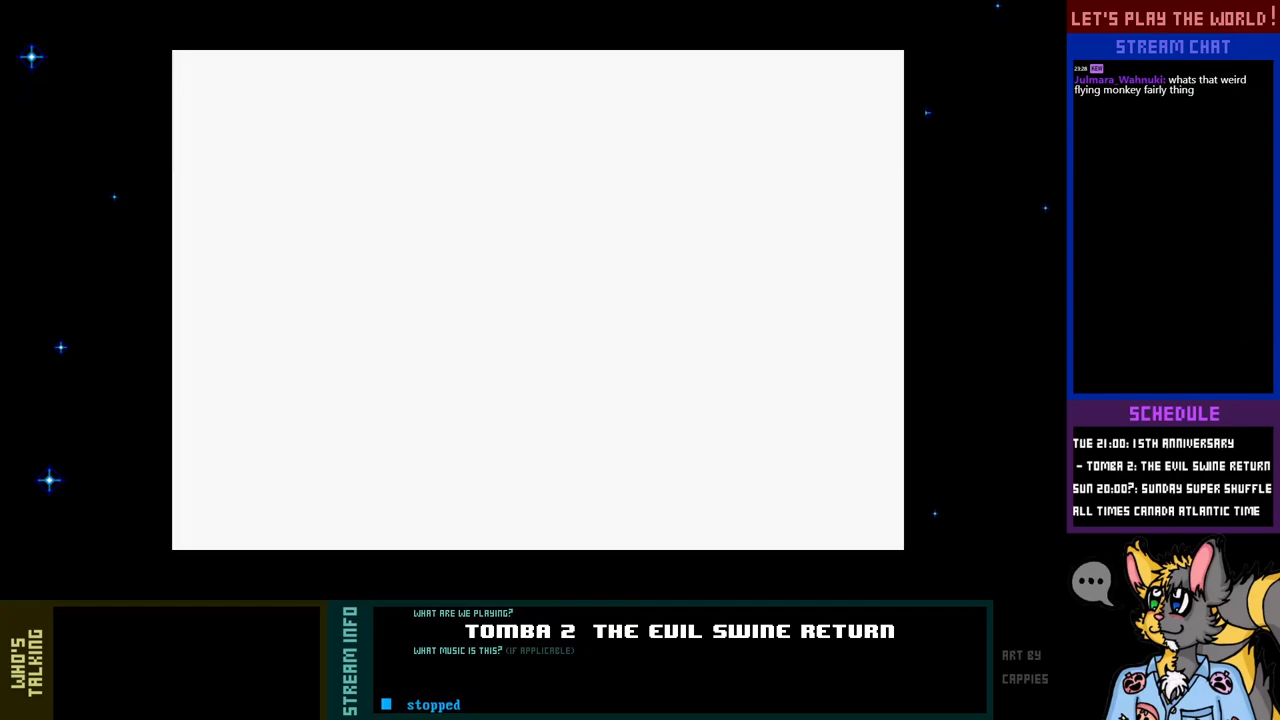 LET'S PLAY THE WORLD!
STREAM CHAT
23:28 NEW
Julmara_Wahnuki: whats that weird
flying monkey fairly thing
SCHEDULE
TUE 21:00: 15TH ANNIVERSARY
- TOMBA 2: THE EVIL SWINE RETURN
SUN 20:00?: SUNDAY SUPER SHUFFLE
ALL TIMES CANADA ATLANTIC TIME
WHO'S
TALKING
STREAM INFO
WHAT ARE WE PLAYING?
TOMBA 2 THE EVIL SWINE RETURN
WHAT MUSIC IS THIS? (IF APPLICABLE)
stopped
ART BY
CAPPIES